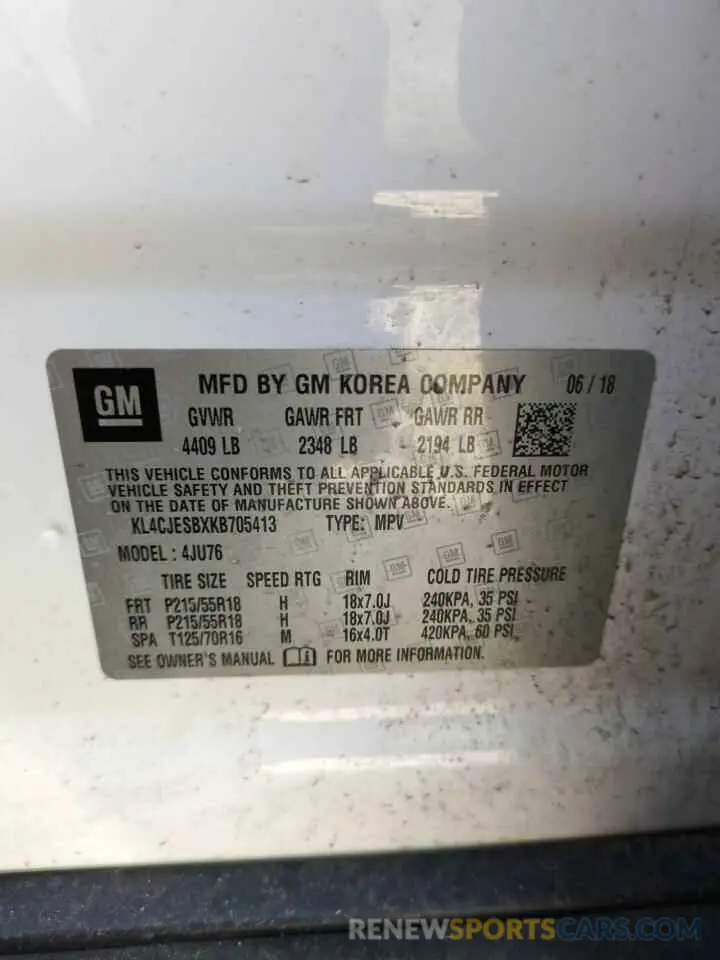 GM MFD BY GM KOREA COMPANY 06 / 18
GVWR GAWR FRT GAWR RR
4409 LB 2348 LB 2194 LB
THIS VEHICLE CONFORMS TO ALL APPLICABLE U.S. FEDERAL MOTOR
VEHICLE SAFETY AND THEFT PREVENTION STANDARDS IN EFFECT
ON THE DATE OF MANUFACTURE SHOWN ABOVE.
KL4CJESBXKB705413 TYPE: MPV
MODEL : 4JU76
TIRE SIZE SPEED RTG RIM COLD TIRE PRESSURE
FRT P215/55R18 H 18x7.0J 240KPA, 35 PSI
RR P215/55R18 H 18x7.0J 240KPA, 35 PSI
SPA T125/70R16 M 16x4.0T 420KPA, 60 PSI
SEE OWNER'S MANUAL FOR MORE INFORMATION.
RENEWSPORTSCARS.COM